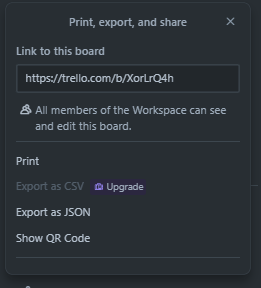 Print, export, and share
Link to this board
https://trello.com/b/XorLrQ4h
All members of the Workspace can see
and edit this board.
Print
Export as CSV Upgrade
Export as JSON
Show QR Code